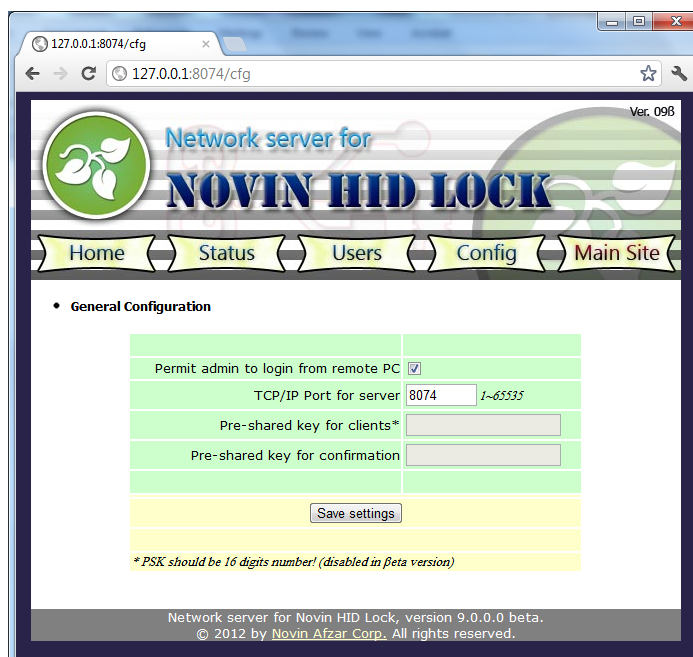 127.0.0.1:8074/cfg
127.0.0.1:8074/cfg
Ver. 09β
Network server for
NOVIN HID LOCK
Home Status Users Config Main Site
General Configuration
Permit admin to login from remote PC
TCP/IP Port for server 8074 1~65535
Pre-shared key for clients*
Pre-shared key for confirmation
Save settings
* PSK should be 16 digits number! (disabled in βeta version)
Network server for Novin HID Lock, version 9.0.0.0 beta.
© 2012 by Novin Afzar Corp. All rights reserved.